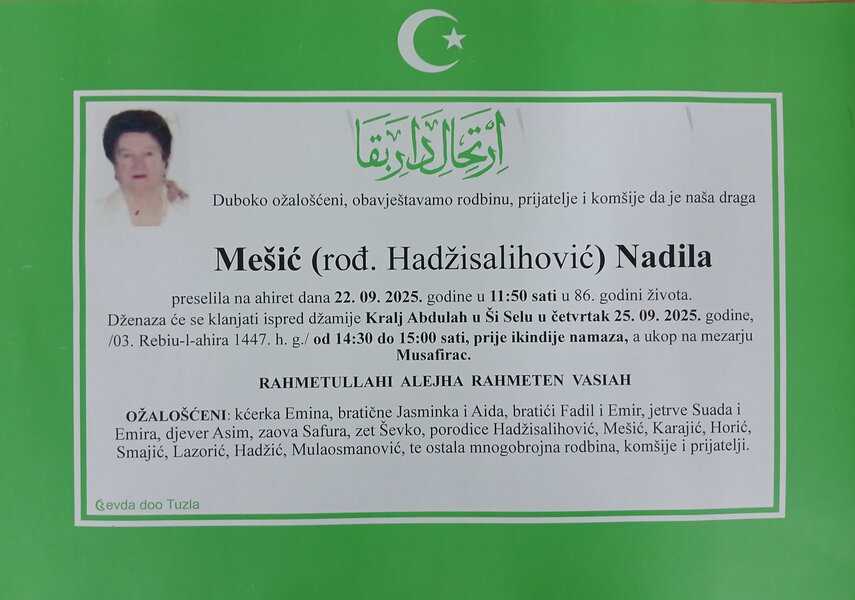 اِرْتِحَالِ دَارِ بَقَا
Duboko ožalošćeni, obavještavamo rodbinu, prijatelje i komšije da je naša draga
Mešić (rođ. Hadžisalihović) Nadila
preselila na ahiret dana 22. 09. 2025. godine u 11:50 sati u 86. godini života.
Dženaza će se klanjati ispred džamije Kralj Abdulah u Ši Selu u četvrtak 25. 09. 2025. godine,
/03. Rebiu-l-ahira 1447. h. g./ od 14:30 do 15:00 sati, prije ikindije namaza, a ukop na mezarju
Musafirac.
RAHMETULLAHI ALEJHA RAHMETEN VASIAH
OŽALOŠĆENI: kćerka Emina, bratične Jasminka i Aida, bratići Fadil i Emir, jetrve Suada i
Emira, djever Asim, zaova Safura, zet Ševko, porodice Hadžisalihović, Mešić, Karajić, Horić,
Smajić, Lazorić, Hadžić, Mulaosmanović, te ostala mnogobrojna rodbina, komšije i prijatelji.
Sevda doo Tuzla